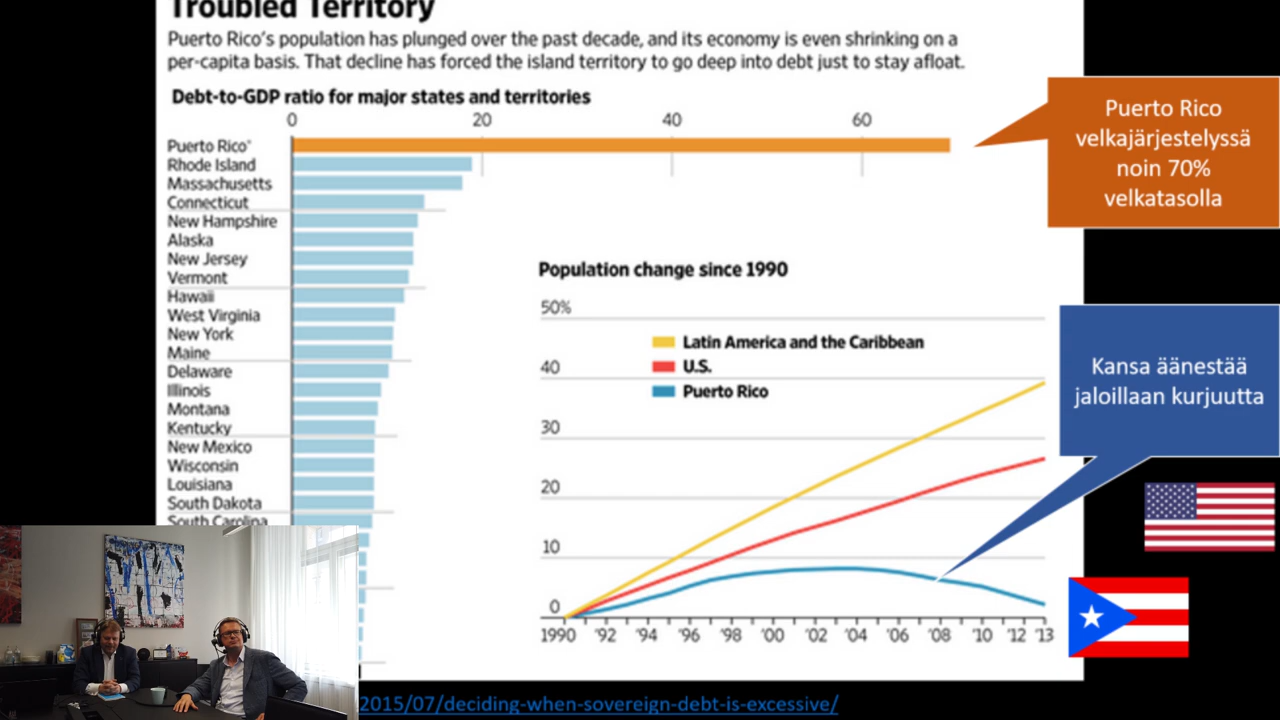 Troubled Territory
Puerto Rico's population has plunged over the past decade, and its economy is even shrinking on a
per-capita basis. That decline has forced the island territory to go deep into debt just to stay afloat.
Debt-to-GDP ratio for major states and territories
0 20 40 60
Puerto Rico*
Rhode Island
Massachusetts
Connecticut
New Hampshire
Alaska
New Jersey
Vermont
Hawaii
West Virginia
New York
Maine
Delaware
Illinois
Montana
Kentucky
New Mexico
Wisconsin
Louisiana
South Dakota
South Carolina
Population change since 1990
50%
40
30
20
10
0
Latin America and the Caribbean
U.S.
Puerto Rico
1990 '92 '94 '96 '98 '00 '02 '04 '06 '08 '10 '12 '13
Puerto Rico
velkajärjestelyssä
noin 70%
velkatasolla
Kansa äänestää
jaloillaan kurjuutta
2015/07/deciding-when-sovereign-debt-is-excessive/